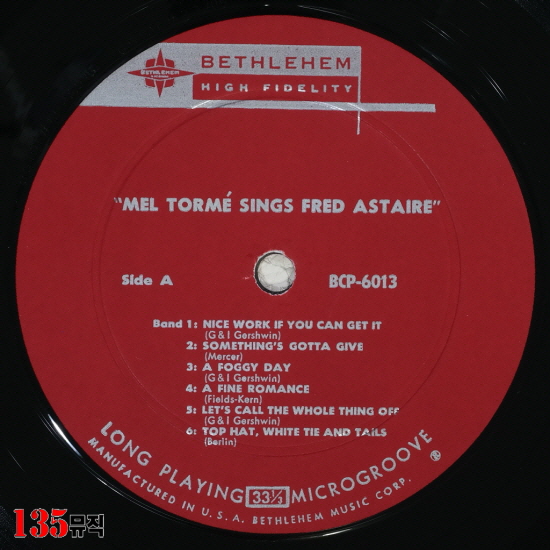 BETHLEHEM
BETHLEHEM
HIGH FIDELITY
"MEL TORMÉ SINGS FRED ASTAIRE"
Side A BCP-6013
Band 1: NICE WORK IF YOU CAN GET IT
(G & I Gershwin)
2: SOMETHING'S GOTTA GIVE
(Mercer)
3: A FOGGY DAY
(G & I Gershwin)
4: A FINE ROMANCE
(Fields-Kern)
5: LET'S CALL THE WHOLE THING OFF
(G & I Gershwin)
6: TOP HAT, WHITE TIE AND TAILS
(Berlin)
LONG PLAYING 33⅓ MICROGROOVE
MANUFACTURED IN U.S.A. BETHLEHEM MUSIC CORP.
135뮤직